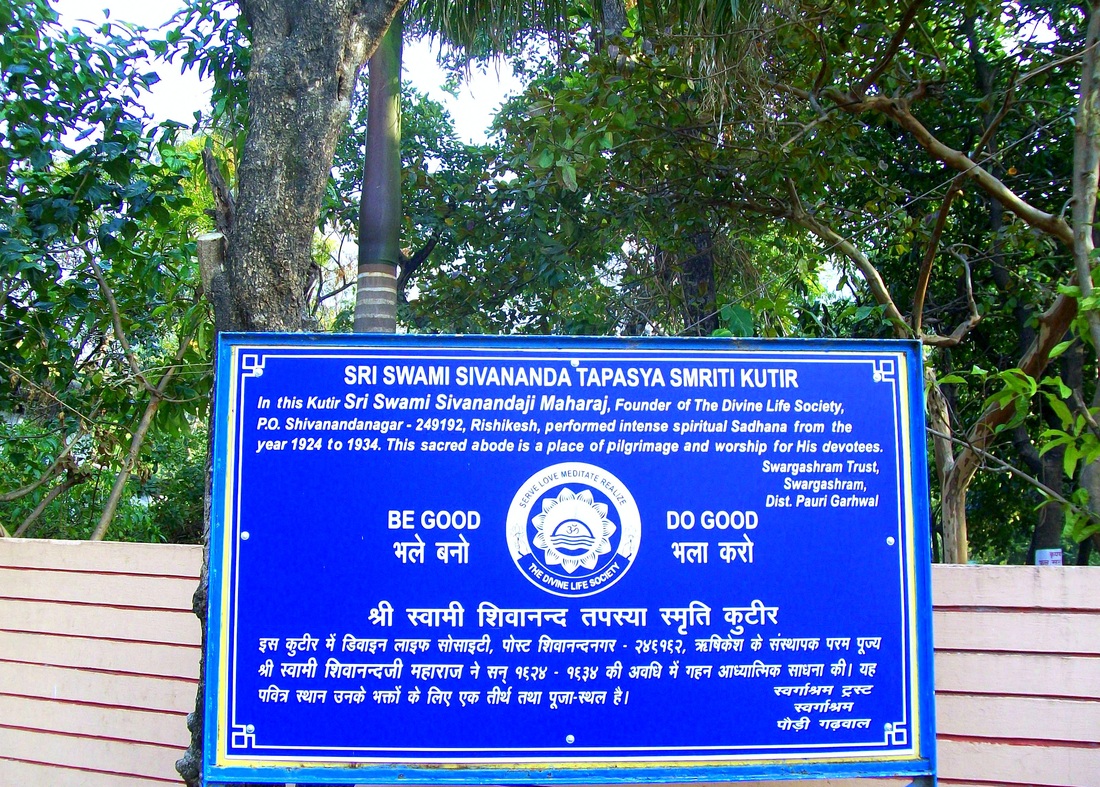 SRI SWAMI SIVANANDA TAPASYA SMRITI KUTIR
In this Kutir Sri Swami Sivanandaji Maharaj, Founder of The Divine Life Society,
P.O. Shivanandanagar - 249192, Rishikesh, performed intense spiritual Sadhana from the
year 1924 to 1934. This sacred abode is a place of pilgrimage and worship for His devotees.
Swargashram Trust,
Swargashram,
Dist. Pauri Garhwal
SERVE LOVE MEDITATE REALIZE
BE GOOD
DO GOOD
भले बनो
भला करो
ॐ
THE DIVINE LIFE SOCIETY
श्री स्वामी शिवानन्द तपस्या स्मृति कुटीर
इस कुटीर में डिवाइन लाइफ सोसाइटी, पोस्ट शिवानन्दनगर - २४६१६२, ऋषिकेश के संस्थापक परम पूज्य
श्री स्वामी शिवानन्दजी महाराज ने सन् १६२४ - १६३४ की अवधि में गहन आध्यात्मिक साधना की। यह
पवित्र स्थान उनके भक्तों के लिए एक तीर्थ तथा पूजा-स्थल है।
स्वर्गाश्रम ट्रस्ट
स्वर्गाश्रम
पौड़ी गढ़वाल